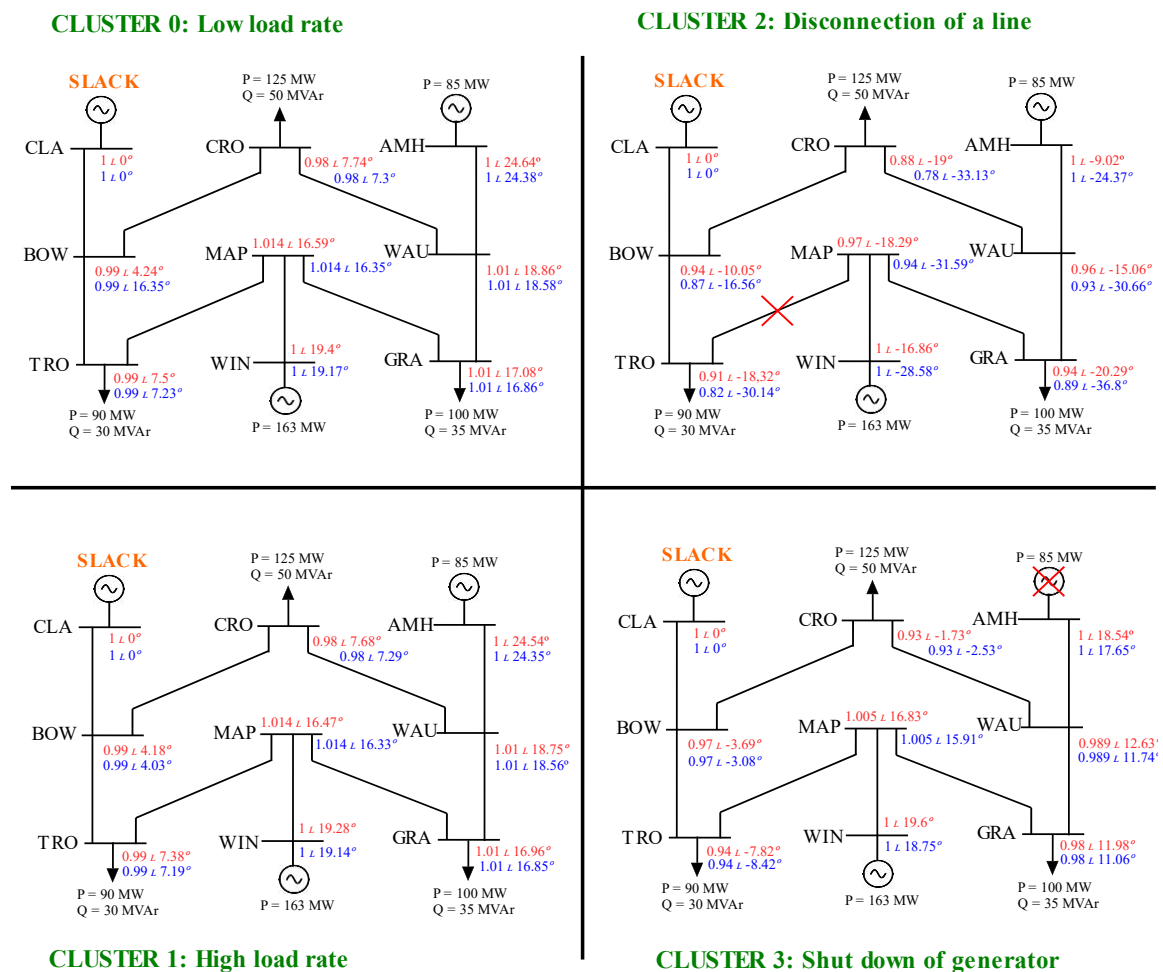 CLUSTER 0: Low load rate
SLACK
P = 125 MW
Q = 50 MVAr
P = 85 MW
CLA
CRO
AMH
1 ∟ 0°
1 ∟ 0°
0.98 ∟ 7.74°
0.98 ∟ 7.3°
1 ∟ 24.64°
1 ∟ 24.38°
BOW
MAP
WAU
1.014 ∟ 16.59°
1.014 ∟ 16.35°
0.99 ∟ 4.24°
0.99 ∟ 16.35°
1.01 ∟ 18.86°
1.01 ∟ 18.58°
TRO
WIN
GRA
1 ∟ 19.4°
1 ∟ 19.17°
0.99 ∟ 7.5°
0.99 ∟ 7.23°
1.01 ∟ 17.08°
1.01 ∟ 16.86°
P = 90 MW
Q = 30 MVAr
P = 163 MW
P = 100 MW
Q = 35 MVAr
CLUSTER 2: Disconnection of a line
SLACK
P = 125 MW
Q = 50 MVAr
P = 85 MW
CLA
CRO
AMH
1 ∟ 0°
1 ∟ 0°
0.88 ∟ -19°
0.78 ∟ -33.13°
1 ∟ -9.02°
1 ∟ -24.37°
BOW
MAP
WAU
0.97 ∟ -18.29°
0.94 ∟ -31.59°
0.94 ∟ -10.05°
0.87 ∟ -16.56°
0.96 ∟ -15.06°
0.93 ∟ -30.66°
TRO
WIN
GRA
1 ∟ -16.86°
1 ∟ -28.58°
0.91 ∟ -18,32°
0.82 ∟ -30.14°
0.94 ∟ -20.29°
0.89 ∟ -36.8°
P = 90 MW
Q = 30 MVAr
P = 163 MW
P = 100 MW
Q = 35 MVAr
SLACK
P = 125 MW
Q = 50 MVAr
P = 85 MW
CLA
CRO
AMH
1 ∟ 0°
1 ∟ 0°
0.98 ∟ 7.68°
0.98 ∟ 7.29°
1 ∟ 24.54°
1 ∟ 24.35°
BOW
MAP
WAU
1.014 ∟ 16.47°
1.014 ∟ 16.33°
0.99 ∟ 4.18°
0.99 ∟ 4.03°
1.01 ∟ 18.75°
1.01 ∟ 18.56°
TRO
WIN
GRA
1 ∟ 19.28°
1 ∟ 19.14°
0.99 ∟ 7.38°
0.99 ∟ 7.19°
1.01 ∟ 16.96°
1.01 ∟ 16.85°
P = 90 MW
Q = 30 MVAr
P = 163 MW
P = 100 MW
Q = 35 MVAr
CLUSTER 1: High load rate
SLACK
P = 125 MW
Q = 50 MVAr
P = 85 MW
CLA
CRO
AMH
1 ∟ 0°
1 ∟ 0°
0.93 ∟ -1.73°
0.93 ∟ -2.53°
1 ∟ 18.54°
1 ∟ 17.65°
BOW
MAP
WAU
1.005 ∟ 16.83°
1.005 ∟ 15.91°
0.97 ∟ -3.69°
0.97 ∟ -3.08°
0.989 ∟ 12.63°
0.989 ∟ 11.74°
TRO
WIN
GRA
1 ∟ 19.6°
1 ∟ 18.75°
0.94 ∟ -7.82°
0.94 ∟ -8.42°
0.98 ∟ 11.98°
0.98 ∟ 11.06°
P = 90 MW
Q = 30 MVAr
P = 163 MW
P = 100 MW
Q = 35 MVAr
CLUSTER 3: Shut down of generator